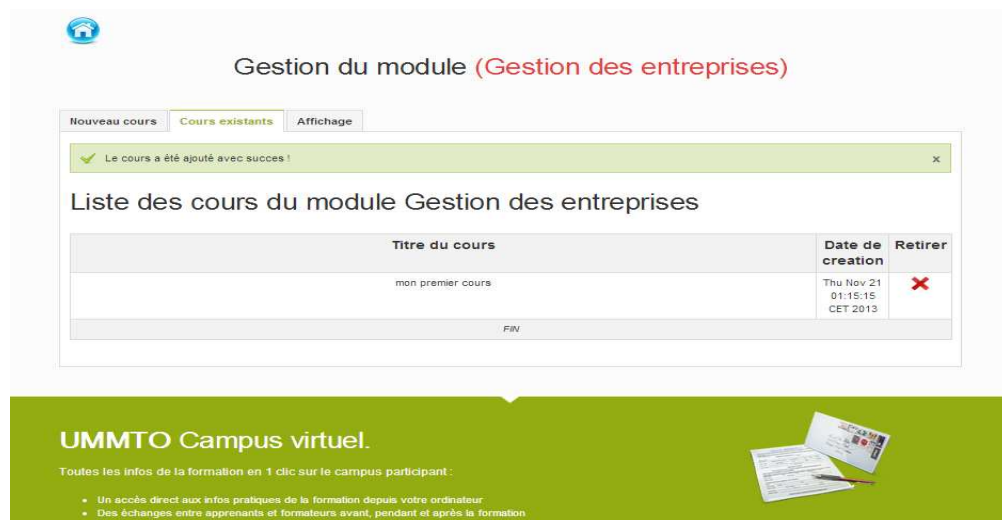 Gestion du module (Gestion des entreprises)
Nouveau cours Cours existants Affichage
Le cours a été ajouté avec succes ! x
Liste des cours du module Gestion des entreprises
Titre du cours Date de creation Retirer
mon premier cours Thu Nov 21 01:15:15 CET 2013
FIN
UMMTO Campus virtuel.
Toutes les infos de la formation en 1 clic sur le campus participant :
Un accès direct aux infos pratiques de la formation depuis votre ordinateur
Des échanges entre apprenants et formateurs avant, pendant et après la formation